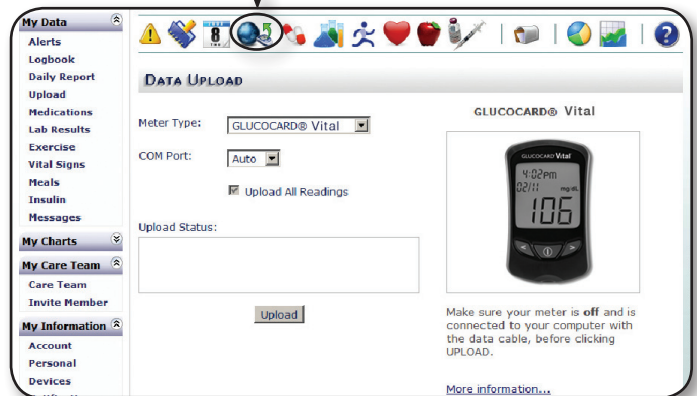 My Data
Alerts
Logbook
Daily Report
Upload
Medications
Lab Results
Exercise
Vital Signs
Meals
Insulin
Messages
My Charts
My Care Team
Care Team
Invite Member
My Information
Account
Personal
Devices
8
?
DATA UPLOAD
Meter Type:
GLUCOCARD® Vital
COM Port:
Auto
Upload All Readings
Upload Status:
Upload
GLUCOCARD® Vital
GLUCOCARD Vital
4:02pm
02/11 mg/dL
106
Make sure your meter is off and is
connected to your computer with
the data cable, before clicking
UPLOAD.
More information...